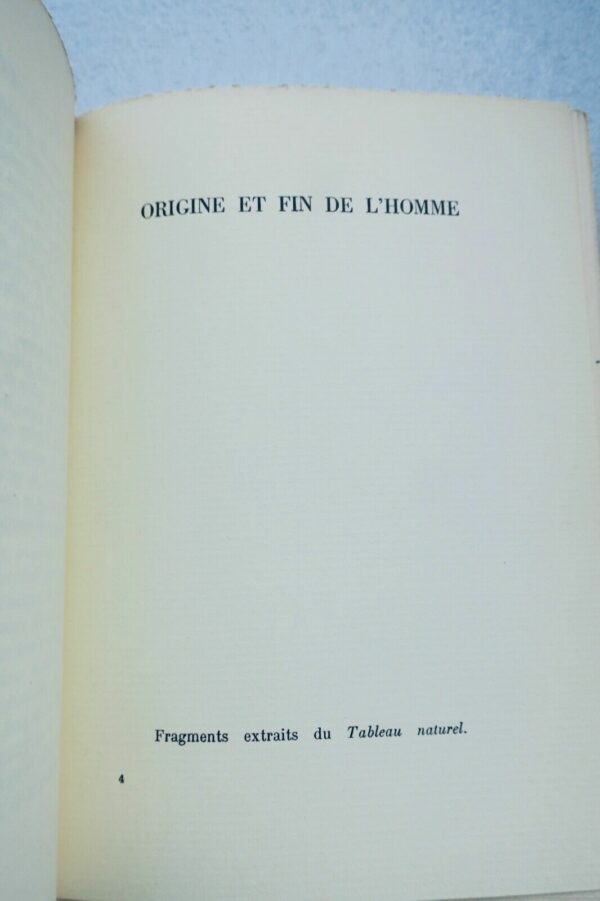 ORIGINE ET FIN DE L'HOMME
Fragments extraits du Tableau naturel.
4